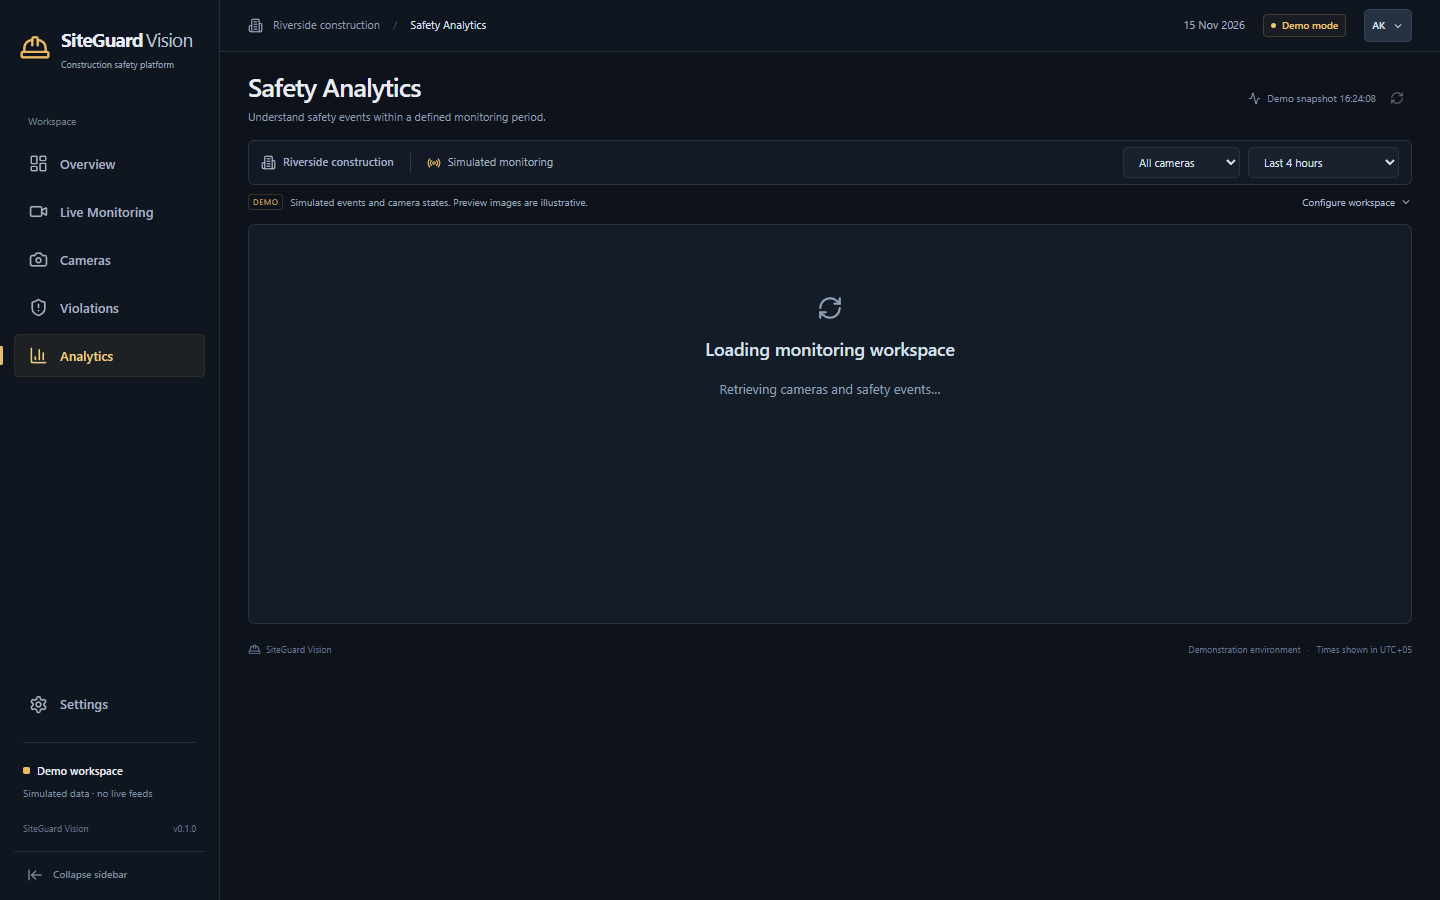 SiteGuard Vision
Construction safety platform
Workspace
Overview
Live Monitoring
Cameras
Violations
Analytics
Settings
Demo workspace
Simulated data · no live feeds
SiteGuard Vision v0.1.0
Collapse sidebar
Riverside construction / Safety Analytics
15 Nov 2026
Demo mode
AK
Safety Analytics
Understand safety events within a defined monitoring period.
Demo snapshot 16:24:08
Riverside construction
Simulated monitoring
All cameras
Last 4 hours
DEMO Simulated events and camera states. Preview images are illustrative.
Configure workspace
Loading monitoring workspace
Retrieving cameras and safety events...
SiteGuard Vision
Demonstration environment · Times shown in UTC+05